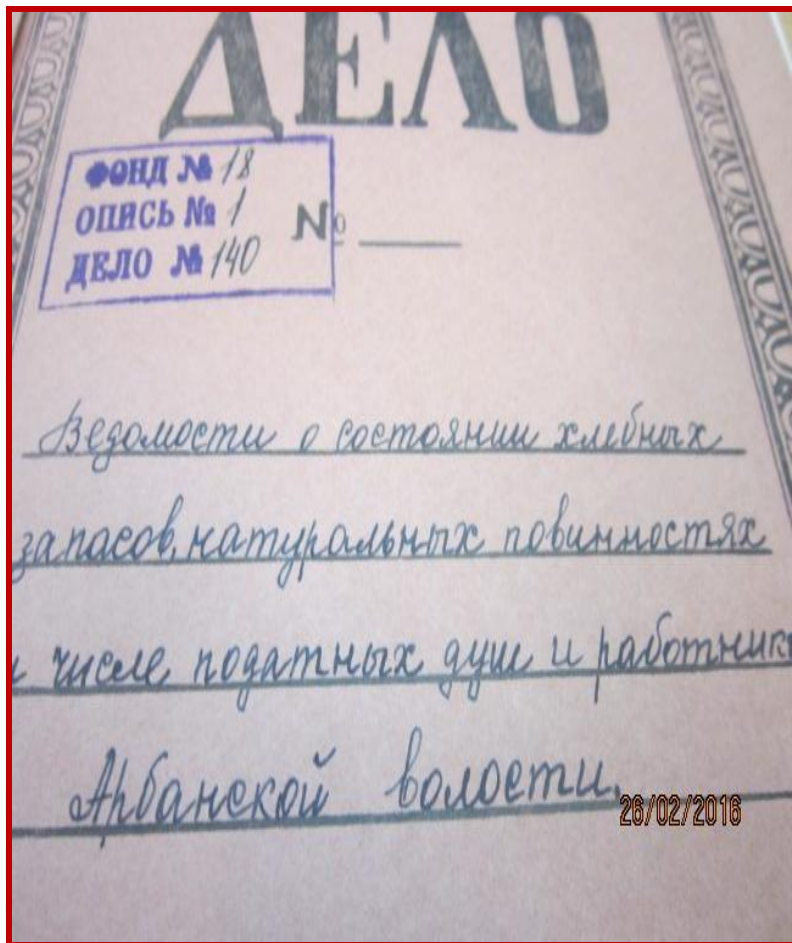 ДЕЛО
ФОНД № 18
ОПИСЬ № 1
ДЕЛО № 140
№
Ведомости о состоянии хлебных
запасов, натуральных повинностях
и числе податных душ и работник
Арбанской волости.
26/02/2016